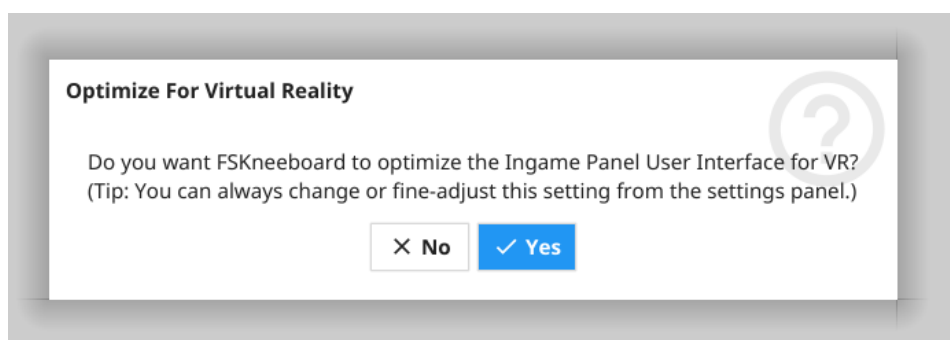 Optimize For Virtual Reality
Do you want FSKneeboard to optimize the Ingame Panel User Interface for VR?
(Tip: You can always change or fine-adjust this setting from the settings panel.)
No
Yes